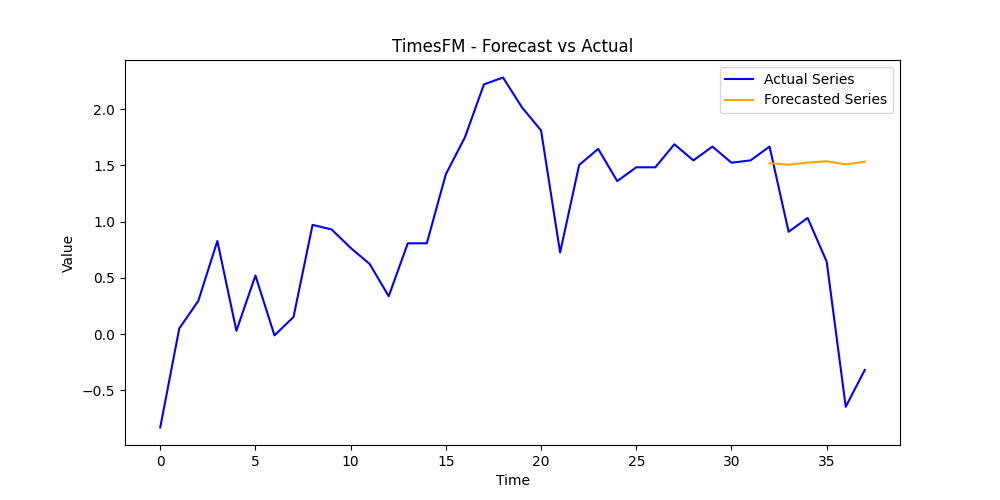 TimesFM - Forecast vs Actual
Actual Series
Forecasted Series
Value
2.0
1.5
1.0
0.5
0.0
−0.5
0 5 10 15 20 25 30 35
Time